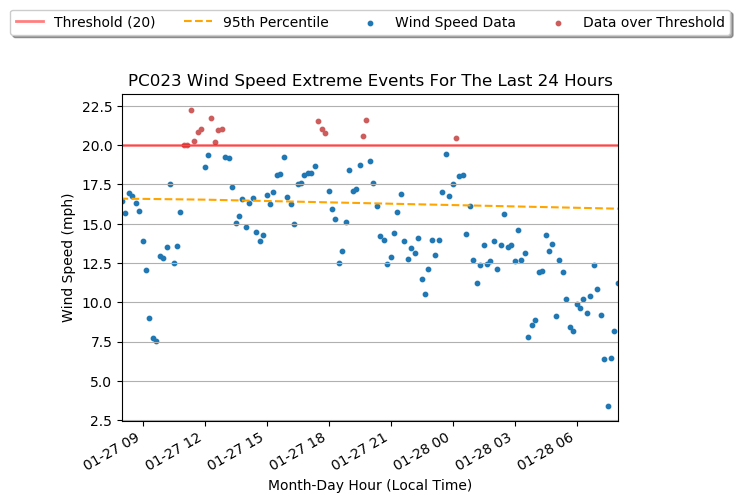 Threshold (20) 95th Percentile Wind Speed Data Data over Threshold
PC023 Wind Speed Extreme Events For The Last 24 Hours
Wind Speed (mph)
22.5
20.0
17.5
15.0
12.5
10.0
7.5
5.0
2.5
01-27 09 01-27 12 01-27 15 01-27 18 01-27 21 01-28 00 01-28 03 01-28 06
Month-Day Hour (Local Time)